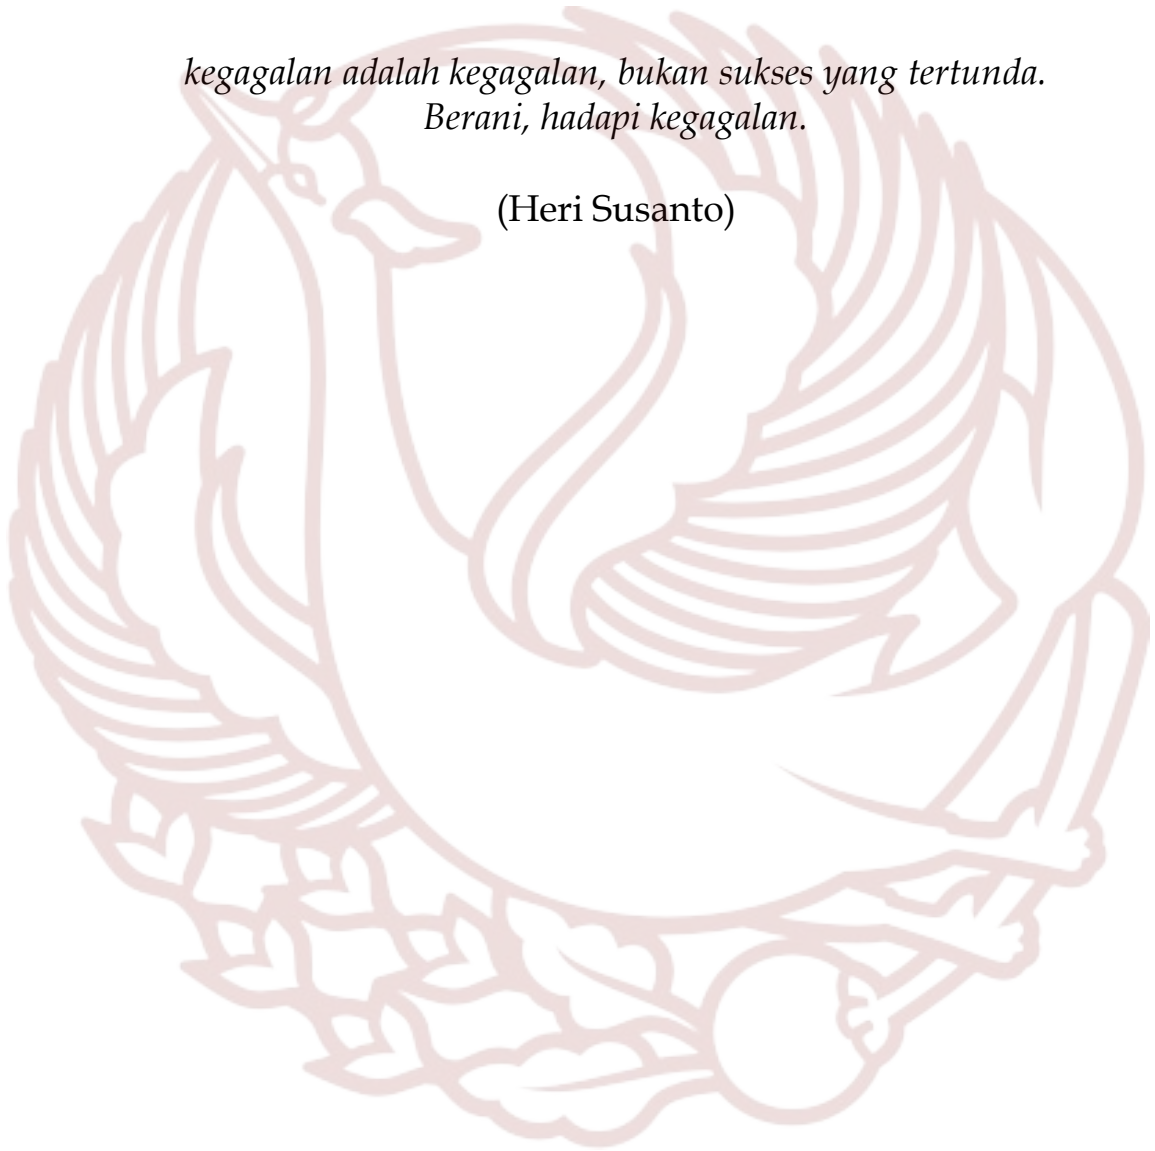 kegagalan adalah kegagalan, bukan sukses yang tertunda.
Berani, hadapi kegagalan.
(Heri Susanto)